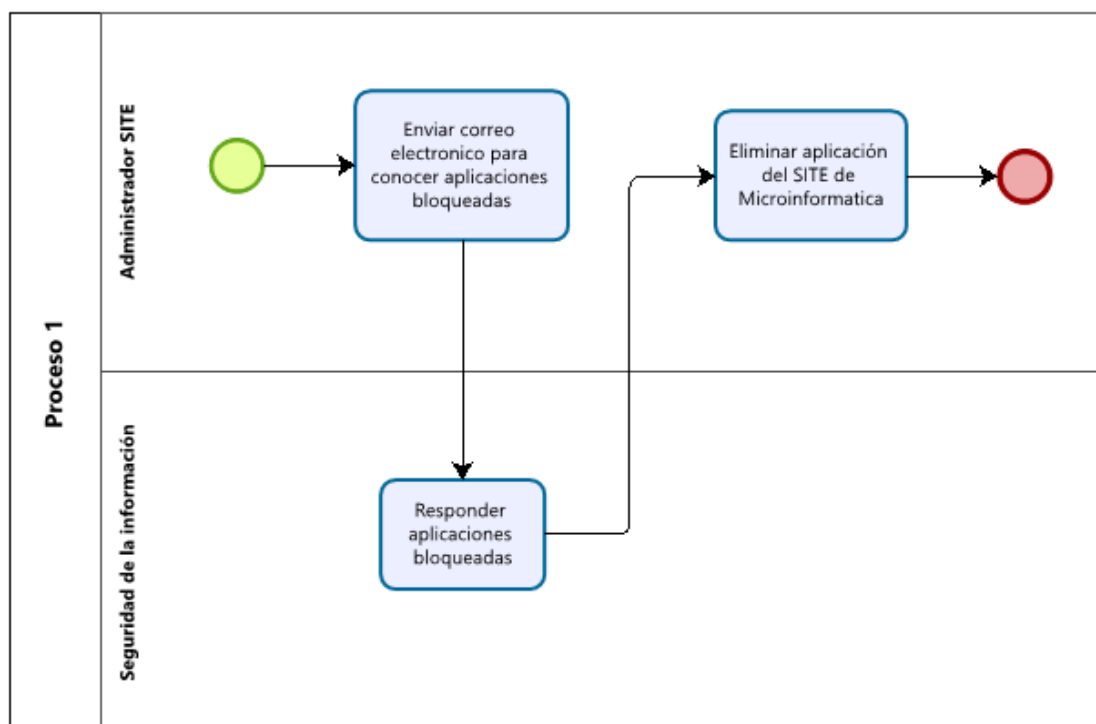 Proceso 1
Administrador SITE
Enviar correo
electronico para
conocer aplicaciones
bloqueadas
Eliminar aplicación
del SITE de
Microinformatica
Seguridad de la información
Responder
aplicaciones
bloqueadas